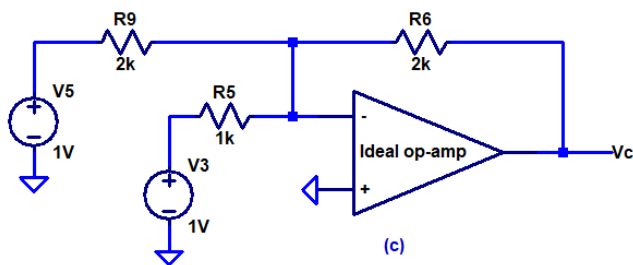 R9
2k
R6
2k
V5
+
-
1V
R5
1k
V3
+
-
1V
-
Ideal op-amp
+
Vc
(c)